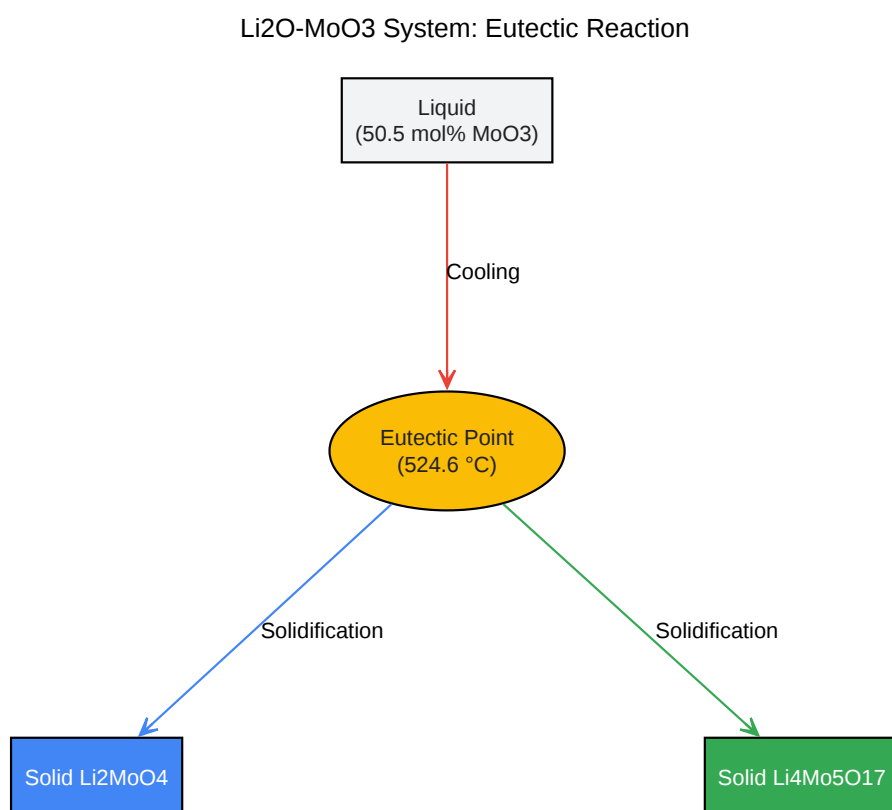 Li2O-MoO3 System: Eutectic Reaction
Liquid
(50.5 mol% MoO3)
Cooling
Eutectic Point
(524.6 °C)
Solidification
Solidification
Solid Li2MoO4
Solid Li4Mo5O17